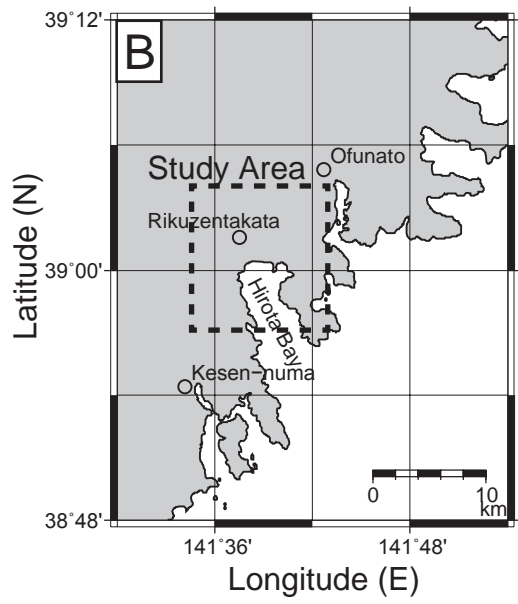 39°12'
B
Ofunato
Study Area
Rikuzentakata
39°00'
Hirota Bay
Kesen−numa
0 10
km
38°48'
141°36' 141°48'
Longitude (E)
Latitude (N)